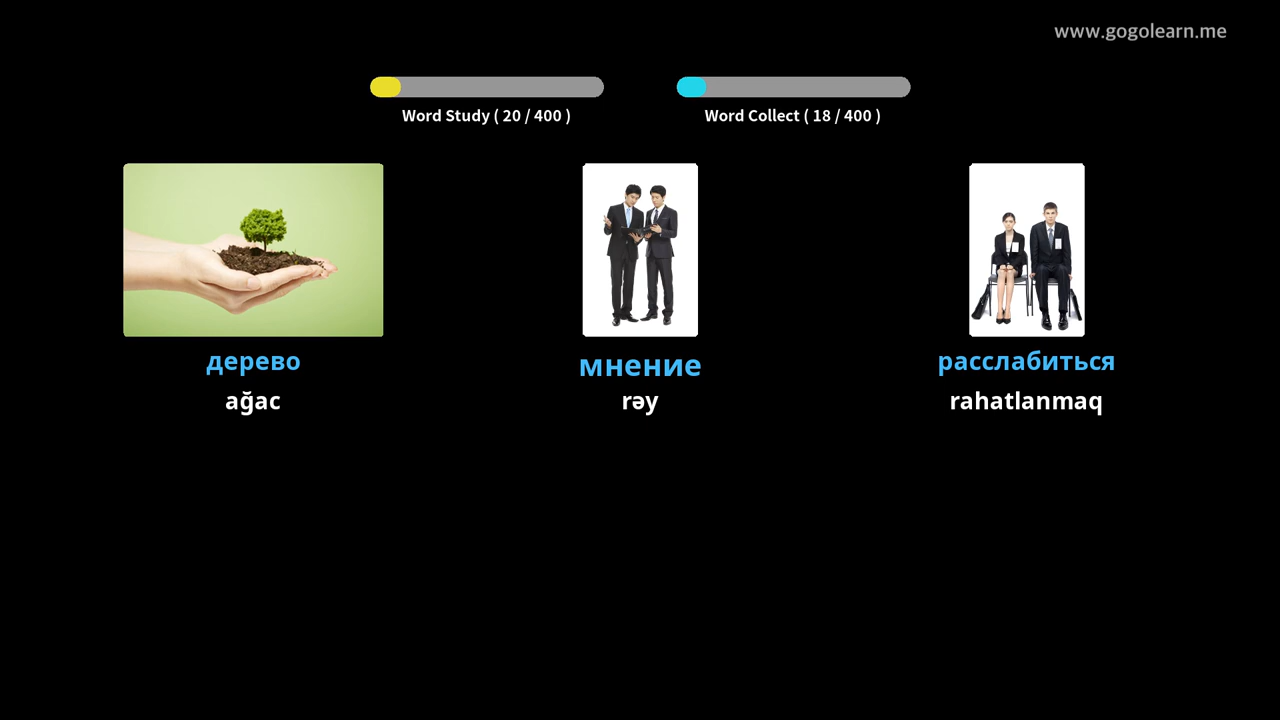 www.gogolearn.me
Word Study ( 20 / 400 )
Word Collect ( 18 / 400 )
дерево
ağac
мнение
rəy
расслабиться
rahatlanmaq